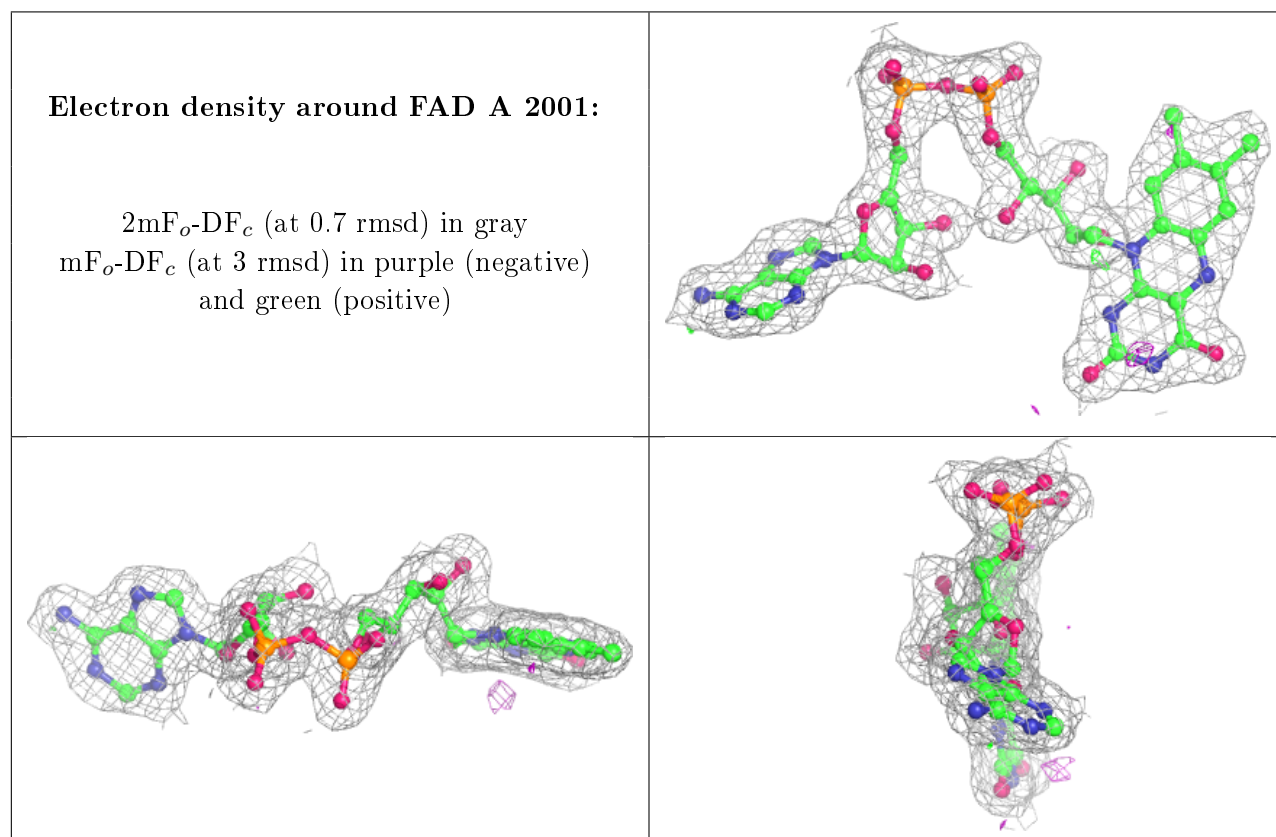 Electron density around FAD A 2001:
2mFo-DFc (at 0.7 rmsd) in gray
mFo-DFc (at 3 rmsd) in purple (negative)
and green (positive)